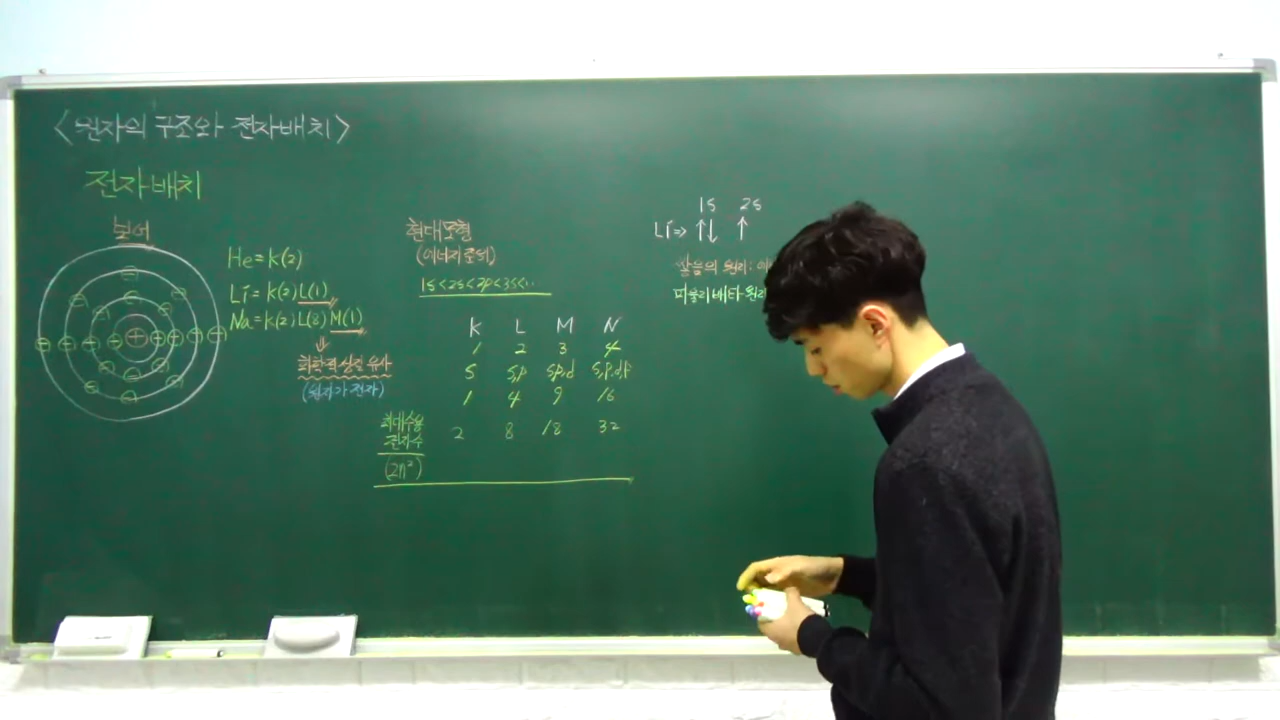 <원자의 구조와 전자배치>
전자배치
보어
He = K(2)
Li = K(2) L(1)
Na = K(2) L(8) M(1)
⇓
화학적 성질 유사
(원자가 전자)
현대모형
(에너지준위)
1s<2s<2p<3s<...
K L M N
1 2 3 4
s s,p s,p,d s,p,d,f
1 4 9 16
최대수용 전자수 2 8 18 32
(2n²)
1s 2s
Li ⇒ ↑↓ ↑
쌓음의 원리:
파울리 배타 원리